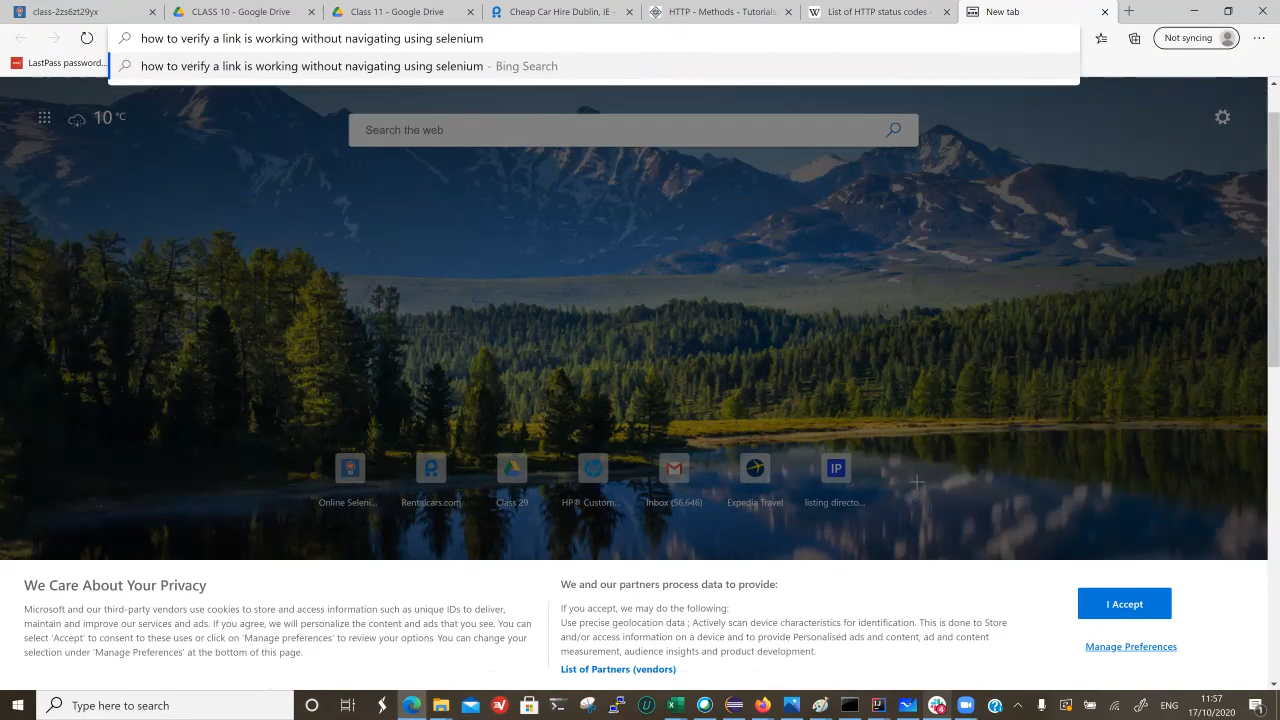 class-2zs6zt29yx
CLASS 10 - Google Drive
Class 11 - Google Drive
Cheap Car Hire Dublin, IE -
HTTP - Methods - Tutorials
List of HTTP status codes -
New tab
how to verify a link is working without navigating using selenium
Not syncing
LastPass password...
how to verify a link is working without navigating using selenium - Bing Search
10 °C
Search the web
Online Seleni...
Rentalcars.com
Class 29
HP® Custom...
Inbox (56,646)
Expedia Travel
listing directo...
We Care About Your Privacy
Microsoft and our third-party vendors use cookies to store and access information such as unique IDs to deliver,
maintain and improve our services and ads. If you agree, we will personalize the content and ads that you see. You can
select 'Accept' to consent to these uses or click on 'Manage preferences' to review your options. You can change your
selection under 'Manage Preferences' at the bottom of this page.
We and our partners process data to provide:
If you accept, we may do the following:
Use precise geolocation data ; Actively scan device characteristics for identification. This is done to Store
and/or access information on a device and to provide Personalised ads and content, ad and content
measurement, audience insights and product development.
List of Partners (vendors)
I Accept
Manage Preferences
Type here to search
11:57
17/10/2020